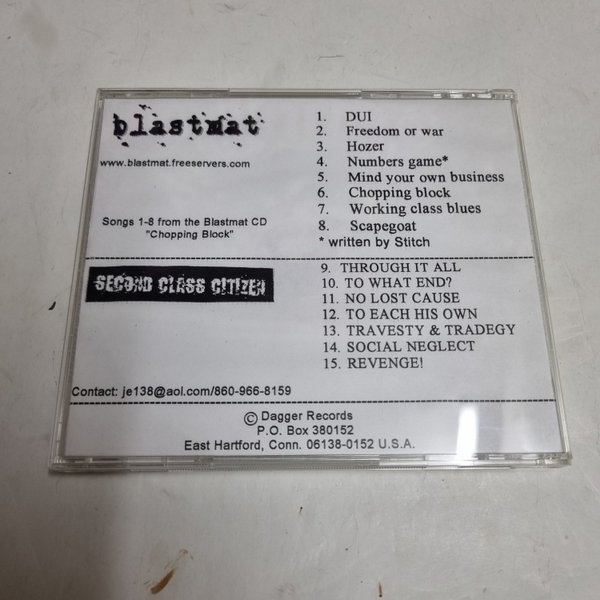 blastmat
www.blastmat.freeservers.com
Songs 1-8 from the Blastmat CD
"Chopping Block"
1. DUI
2. Freedom or war
3. Hozer
4. Numbers game*
5. Mind your own business
6. Chopping block
7. Working class blues
8. Scapegoat
* written by Stitch
SECOND CLASS CITIZEN
9. THROUGH IT ALL
10. TO WHAT END?
11. NO LOST CAUSE
12. TO EACH HIS OWN
13. TRAVESTY & TRADEGY
14. SOCIAL NEGLECT
15. REVENGE!
Contact: je138@aol.com/860-966-8159
© Dagger Records
P.O. Box 380152
East Hartford, Conn. 06138-0152 U.S.A.